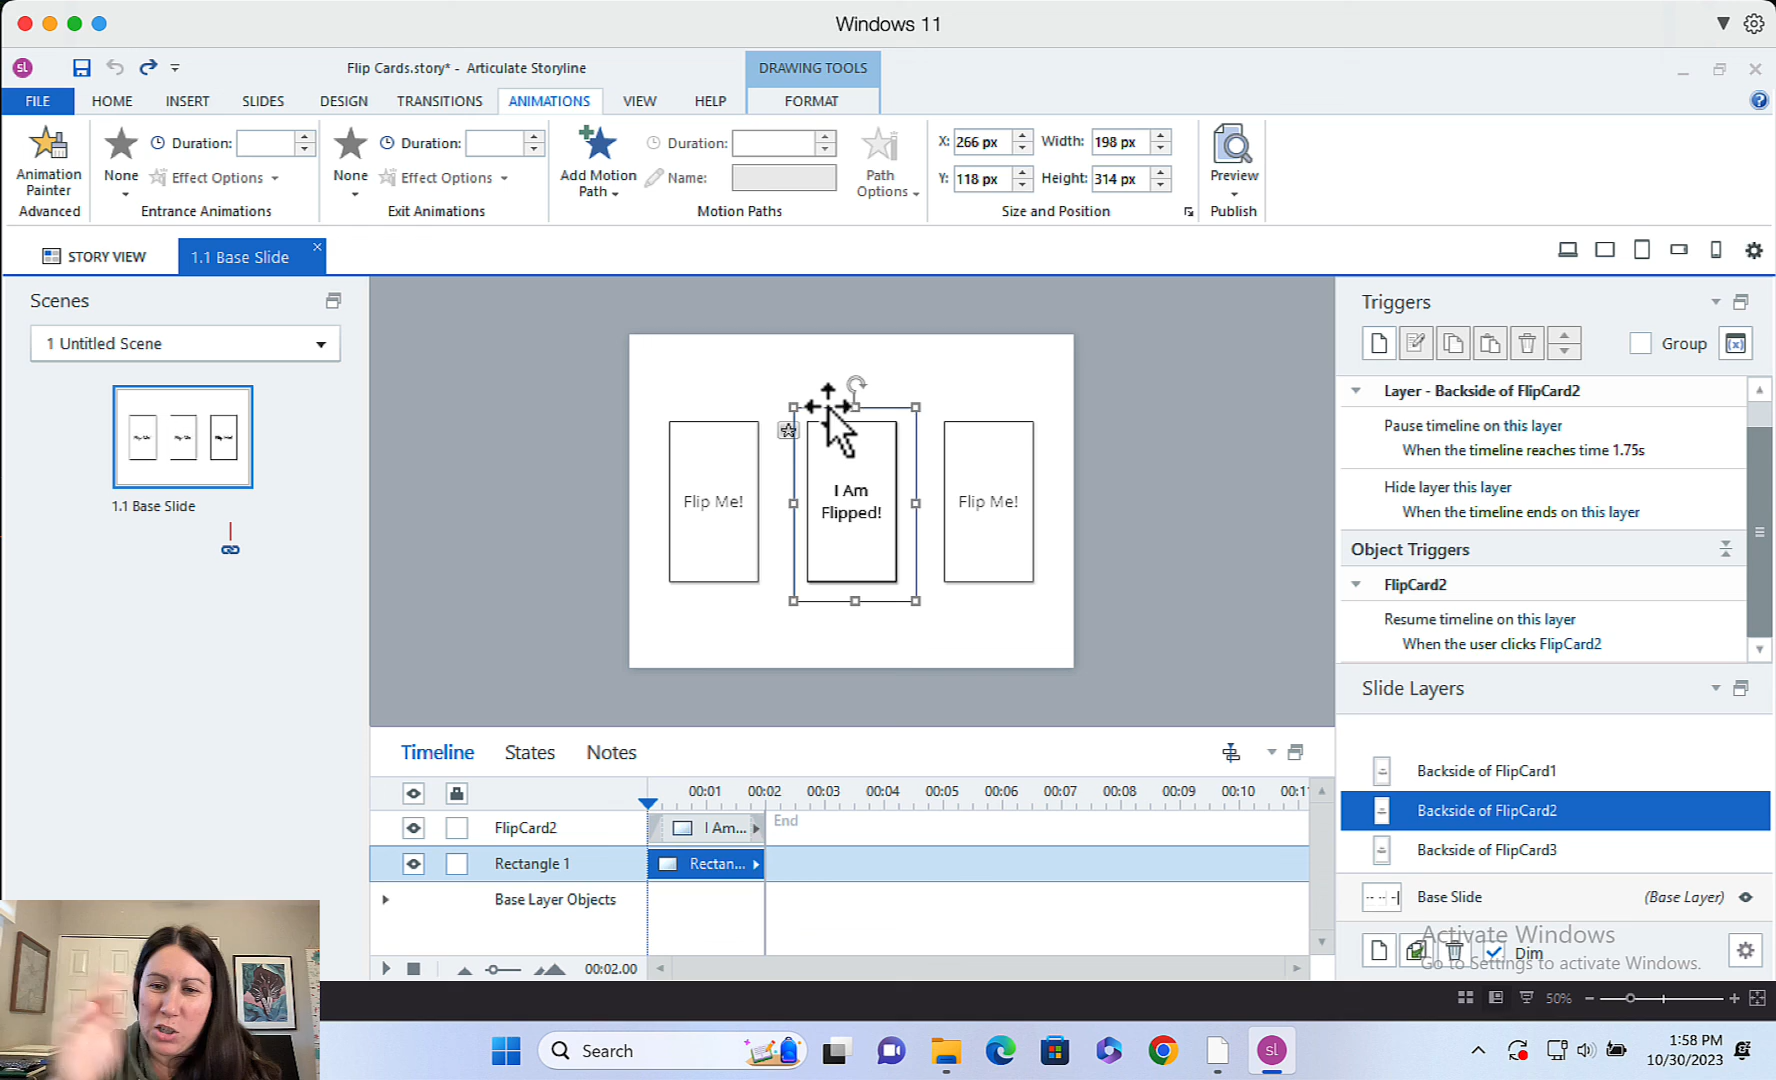 Windows 11
sl
Flip Cards.story* - Articulate Storyline
DRAWING TOOLS
FILE HOME INSERT SLIDES DESIGN TRANSITIONS ANIMATIONS VIEW HELP FORMAT
Animation Painter
Advanced
None
Duration:
Effect Options
Entrance Animations
None
Duration:
Effect Options
Exit Animations
Add Motion Path
Duration:
Name:
Path Options
Motion Paths
X: 266 px Width: 198 px
Y: 118 px Height: 314 px
Size and Position
Preview
Publish
STORY VIEW
1.1 Base Slide
Scenes
1 Untitled Scene
1.1 Base Slide
Flip Me!
I Am
Flipped!
Flip Me!
Triggers
Group
Layer - Backside of FlipCard2
Pause timeline on this layer
When the timeline reaches time 1.75s
Hide layer this layer
When the timeline ends on this layer
Object Triggers
FlipCard2
Resume timeline on this layer
When the user clicks FlipCard2
Slide Layers
Backside of FlipCard1
Backside of FlipCard2
Backside of FlipCard3
Base Slide (Base Layer)
Dim
Activate Windows
Go to Settings to activate Windows.
Timeline States Notes
00:01 00:02 00:03 00:04 00:05 00:06 00:07 00:08 00:09 00:10 00:11
FlipCard2 I Am... End
Rectangle 1 Rectan...
Base Layer Objects
00:02.00
50%
Search
sl
1:58 PM
10/30/2023